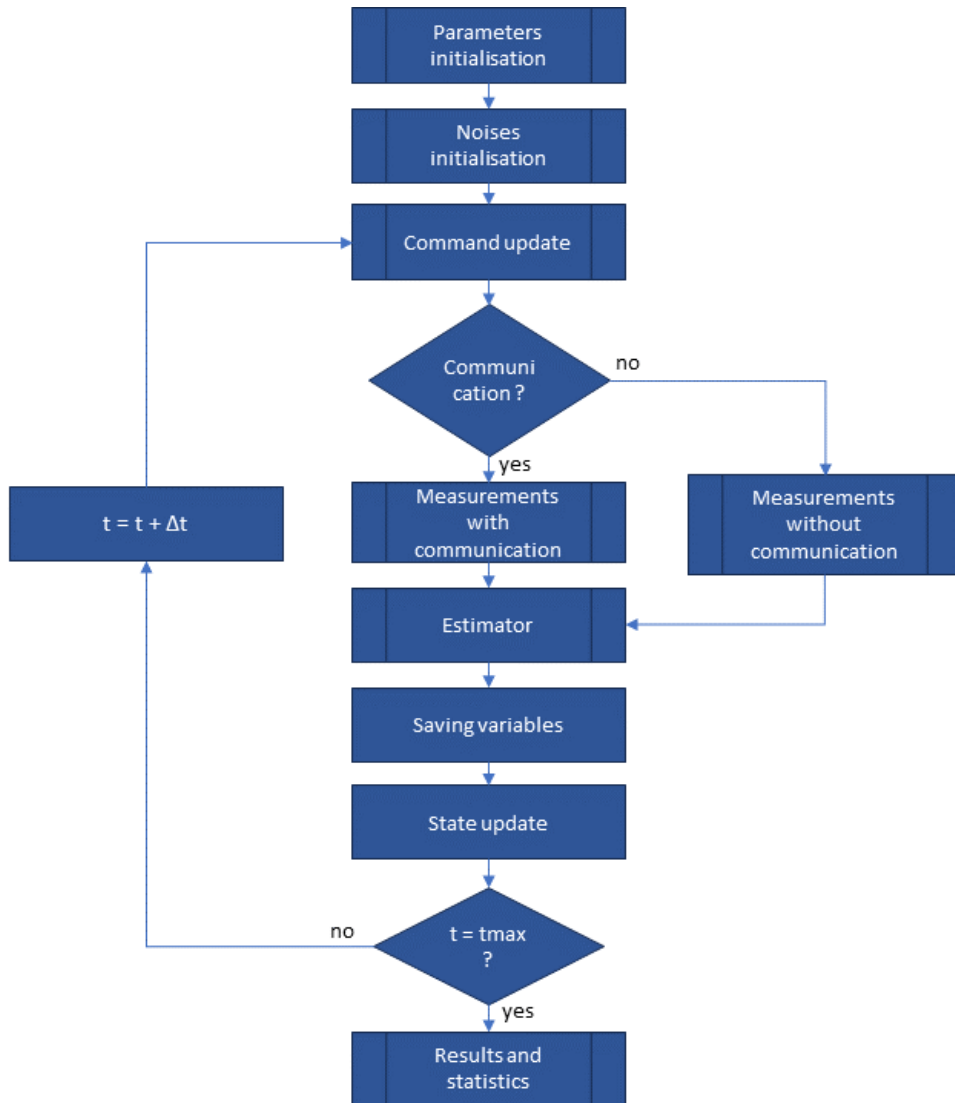 Parameters
initialisation
Noises
initialisation
Command update
Communi
cation ?
no
yes
Measurements
with
communication
Measurements
without
communication
t = t + Δt
Estimator
Saving variables
State update
t = tmax
?
no
yes
Results and
statistics